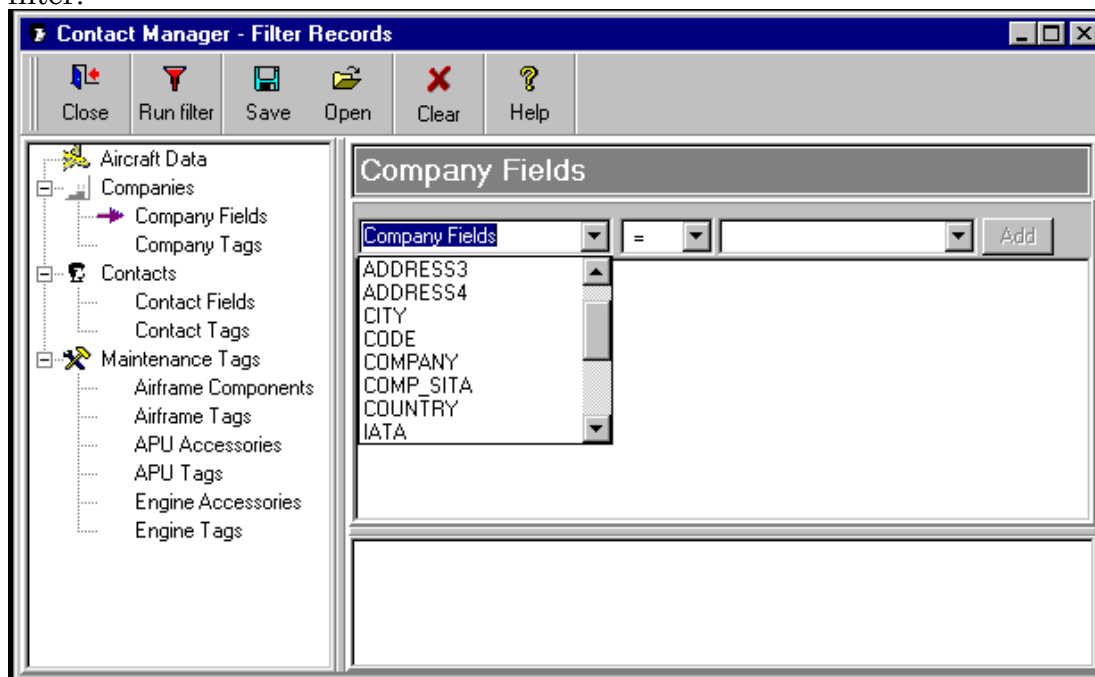 filter.
Contact Manager - Filter Records
Close Run filter Save Open Clear Help
Aircraft Data
Companies
Company Fields
Company Tags
Contacts
Contact Fields
Contact Tags
Maintenance Tags
Airframe Components
Airframe Tags
APU Accessories
APU Tags
Engine Accessories
Engine Tags
Company Fields
Company Fields = Add
ADDRESS3
ADDRESS4
CITY
CODE
COMPANY
COMP_SITA
COUNTRY
IATA